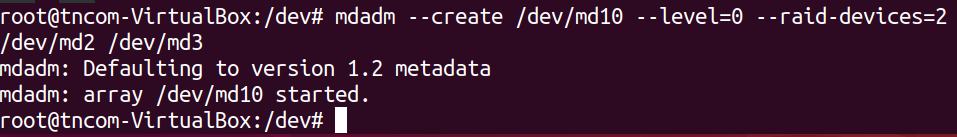 root@tncom-VirtualBox:/dev# mdadm --create /dev/md10 --level=0 --raid-devices=2
/dev/md2 /dev/md3
mdadm: Defaulting to version 1.2 metadata
mdadm: array /dev/md10 started.
root@tncom-VirtualBox:/dev#